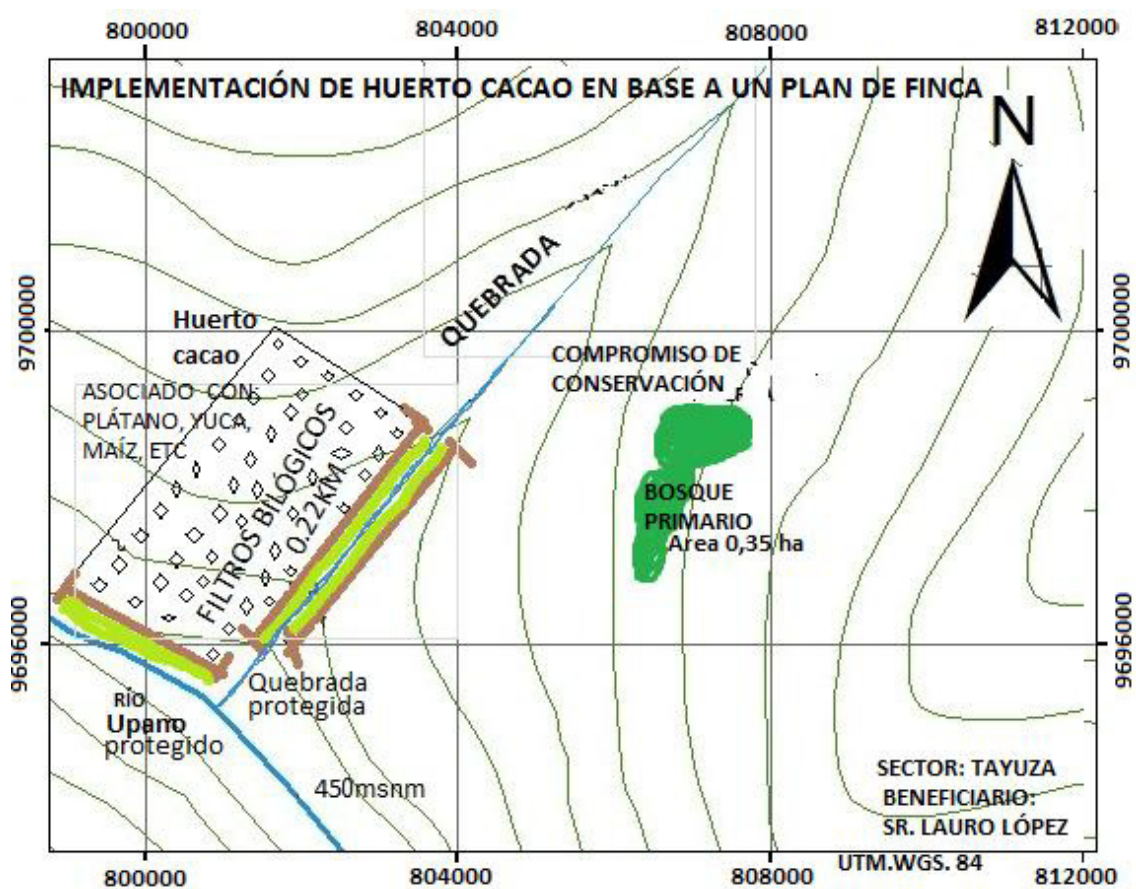 800000
804000
808000
812000
IMPLEMENTACIÓN DE HUERTO CACAO EN BASE A UN PLAN DE FINCA
N
QUEBRADA
9700000
9700000
Huerto
cacao
COMPROMISO DE
CONSERVACIÓN
ASOCIADO CON:
PLÁTANO, YUCA,
MAÍZ, ETC
FILTROS BILÓGICOS
0.22KM
BOSQUE
PRIMARIO
Area 0,35 ha
9696000
9696000
Quebrada
protegida
RÍO
Upano
protegido
450msnm
SECTOR: TAYUZA
BENEFICIARIO:
SR. LAURO LÓPEZ
UTM.WGS. 84
800000
804000
808000
812000